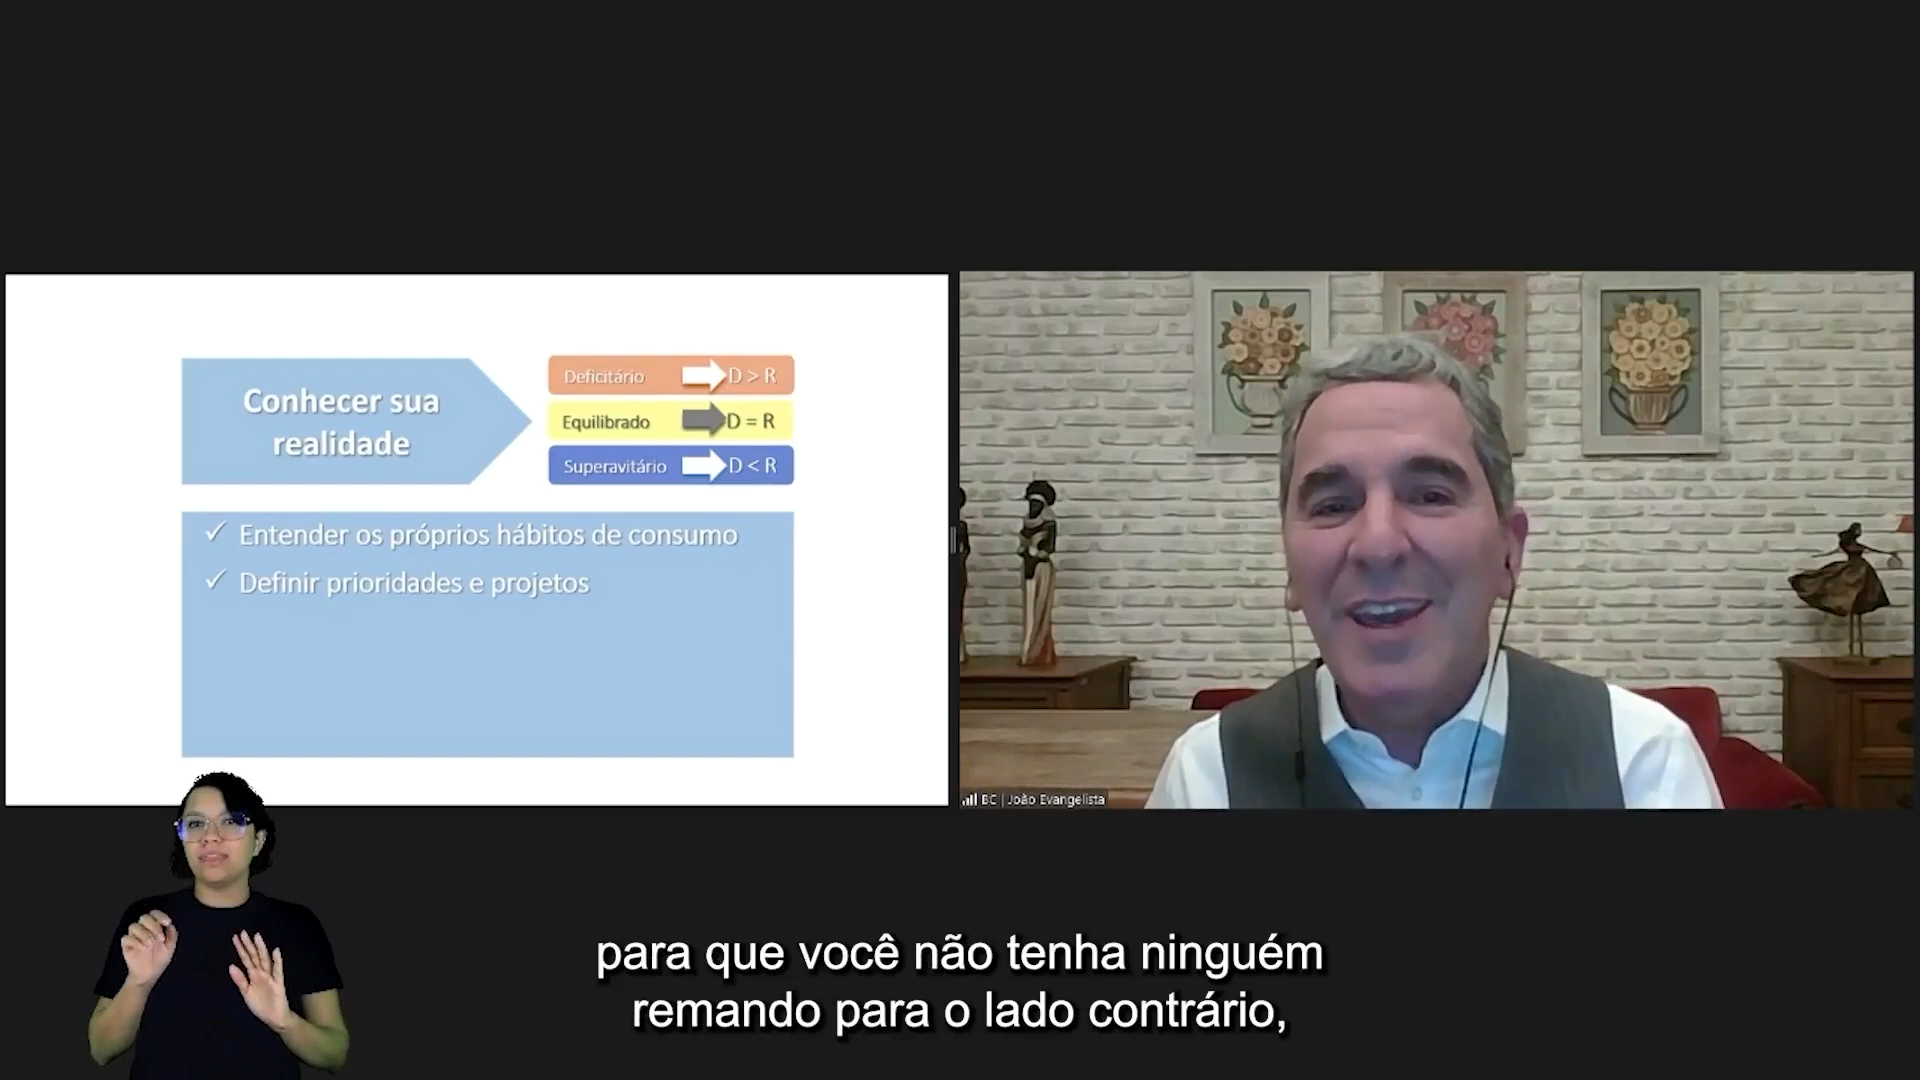 Conhecer sua
realidade
Deficitário D > R
Equilibrado D = R
Superavitário D < R
✓ Entender os próprios hábitos de consumo
✓ Definir prioridades e projetos
BC | João Evangelista
para que você não tenha ninguém
remando para o lado contrário,